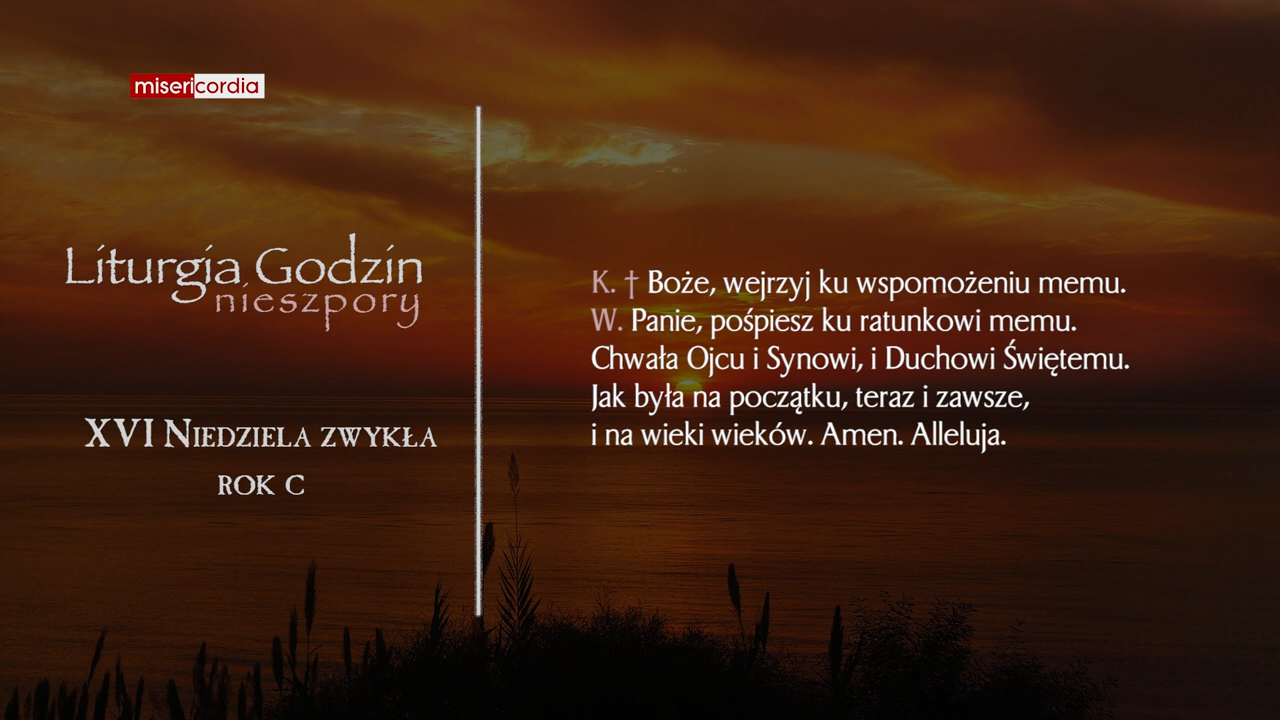 misericordia
Liturgia Godzin
nieszpory
XVI Niedziela zwykła
rok C
K. † Boże, wejrzyj ku wspomożeniu memu.
W. Panie, pośpiesz ku ratunkowi memu.
Chwała Ojcu i Synowi, i Duchowi Świętemu.
Jak była na początku, teraz i zawsze,
i na wieki wieków. Amen. Alleluja.